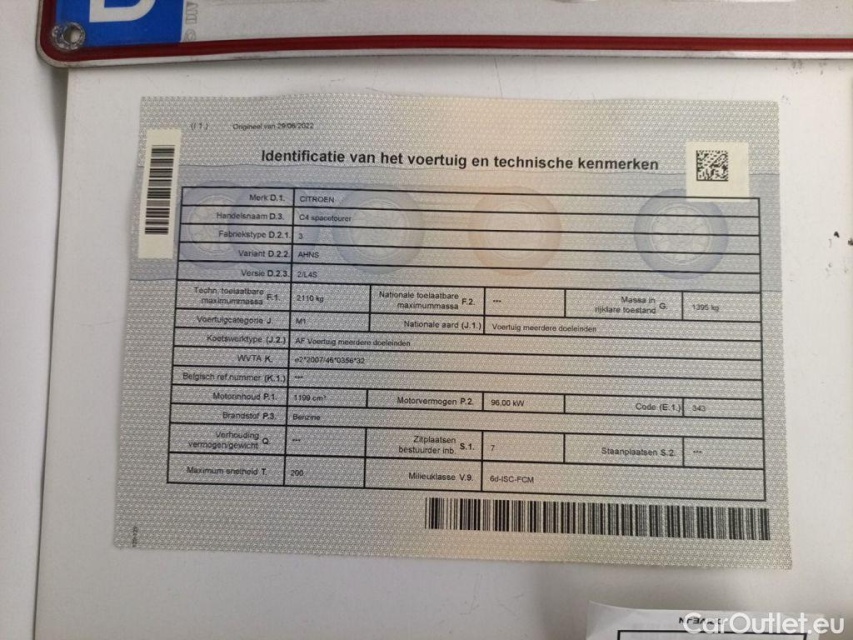 D
(I 1)
Origineel van 29/06/2022
Identificatie van het voertuig en technische kenmerken
Merk D.1. CITROEN
Handelsnaam D.3. C4 spacetourer
Fabriekstype D.2.1. 3
Variant D.2.2. AHNS
Versie D.2.3. 2/L4S
Techn. toelaatbare maximummassa F.1. 2110 kg Nationale toelaatbare maximummassa F.2. --- Massa in rijklare toestand G. 1395 kg
Voertuigcategorie J. M1 Nationale aard (J.1.) Voertuig meerdere doeleinden
Koetswerktype (J.2.) AF Voertuig meerdere doeleinden
WVTA K. e2*2007/46*0356*32
Belgisch ref.nummer (K.1.) ---
Motorinhoud P.1. 1199 cm³ Motorvermogen P.2. 96.00 kW Code (E.1.) 343
Brandstof P.3. Benzine
Verhouding vermogen/gewicht Q. --- Zitplaatsen bestuurder inb. S.1. 7 Staanplaatsen S.2. ---
Maximum snelheid T. 200 Milieuklasse V.9. 6d-ISC-FCM
CarOutlet.eu